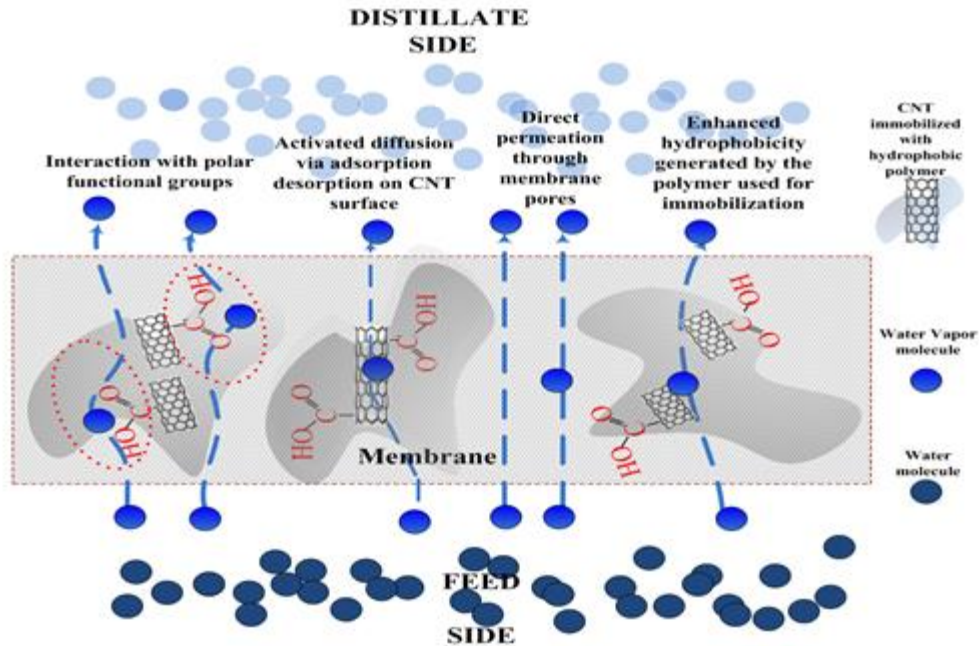 DISTILLATE
SIDE
Interaction with polar
functional groups
Activated diffusion
via adsorption
desorption on CNT
surface
Direct
permeation
through
membrane
pores
Enhanced
hydrophobicity
generated by the
polymer used for
immobilization
CNT
immobilized
with
hydrophobic
polymer
HO
C
O
O
C
OH
HO
C
O
O
C
HO
HO
C
O
O
C
OH
Membrane
Water Vapor
molecule
Water
molecule
FEED
SIDE